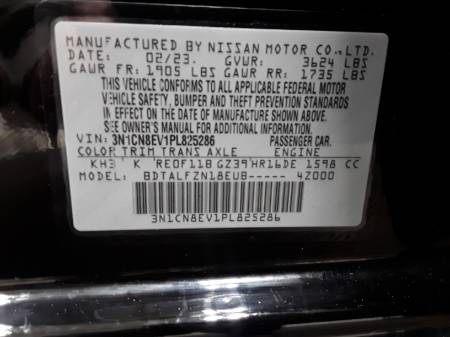 MANUFACTURED BY NISSAN MOTOR CO., LTD.
DATE: 02/23. GVWR: 3624 LBS
GAWR FR: 1905 LBS GAWR RR: 1735 LBS
THIS VEHICLE CONFORMS TO ALL APPLICABLE FEDERAL MOTOR
VEHICLE SAFETY, BUMPER AND THEFT PREVENTION STANDARDS
IN EFFECT ON THE DATE OF MANUFACTURE SHOWN ABOVE.
SEE OWNER'S MANUAL FOR ADDITIONAL INFORMATION
VIN: 3N1CN8EV1PL825286 PASSENGER CAR
COLOR TRIM TRANS AXLE ENGINE
KH3 K RE0F11B GZ39 HR16DE 1598 CC
MODEL: BDTALFZN18EUB----- 4Z000
3N1CN8EV1PL825286